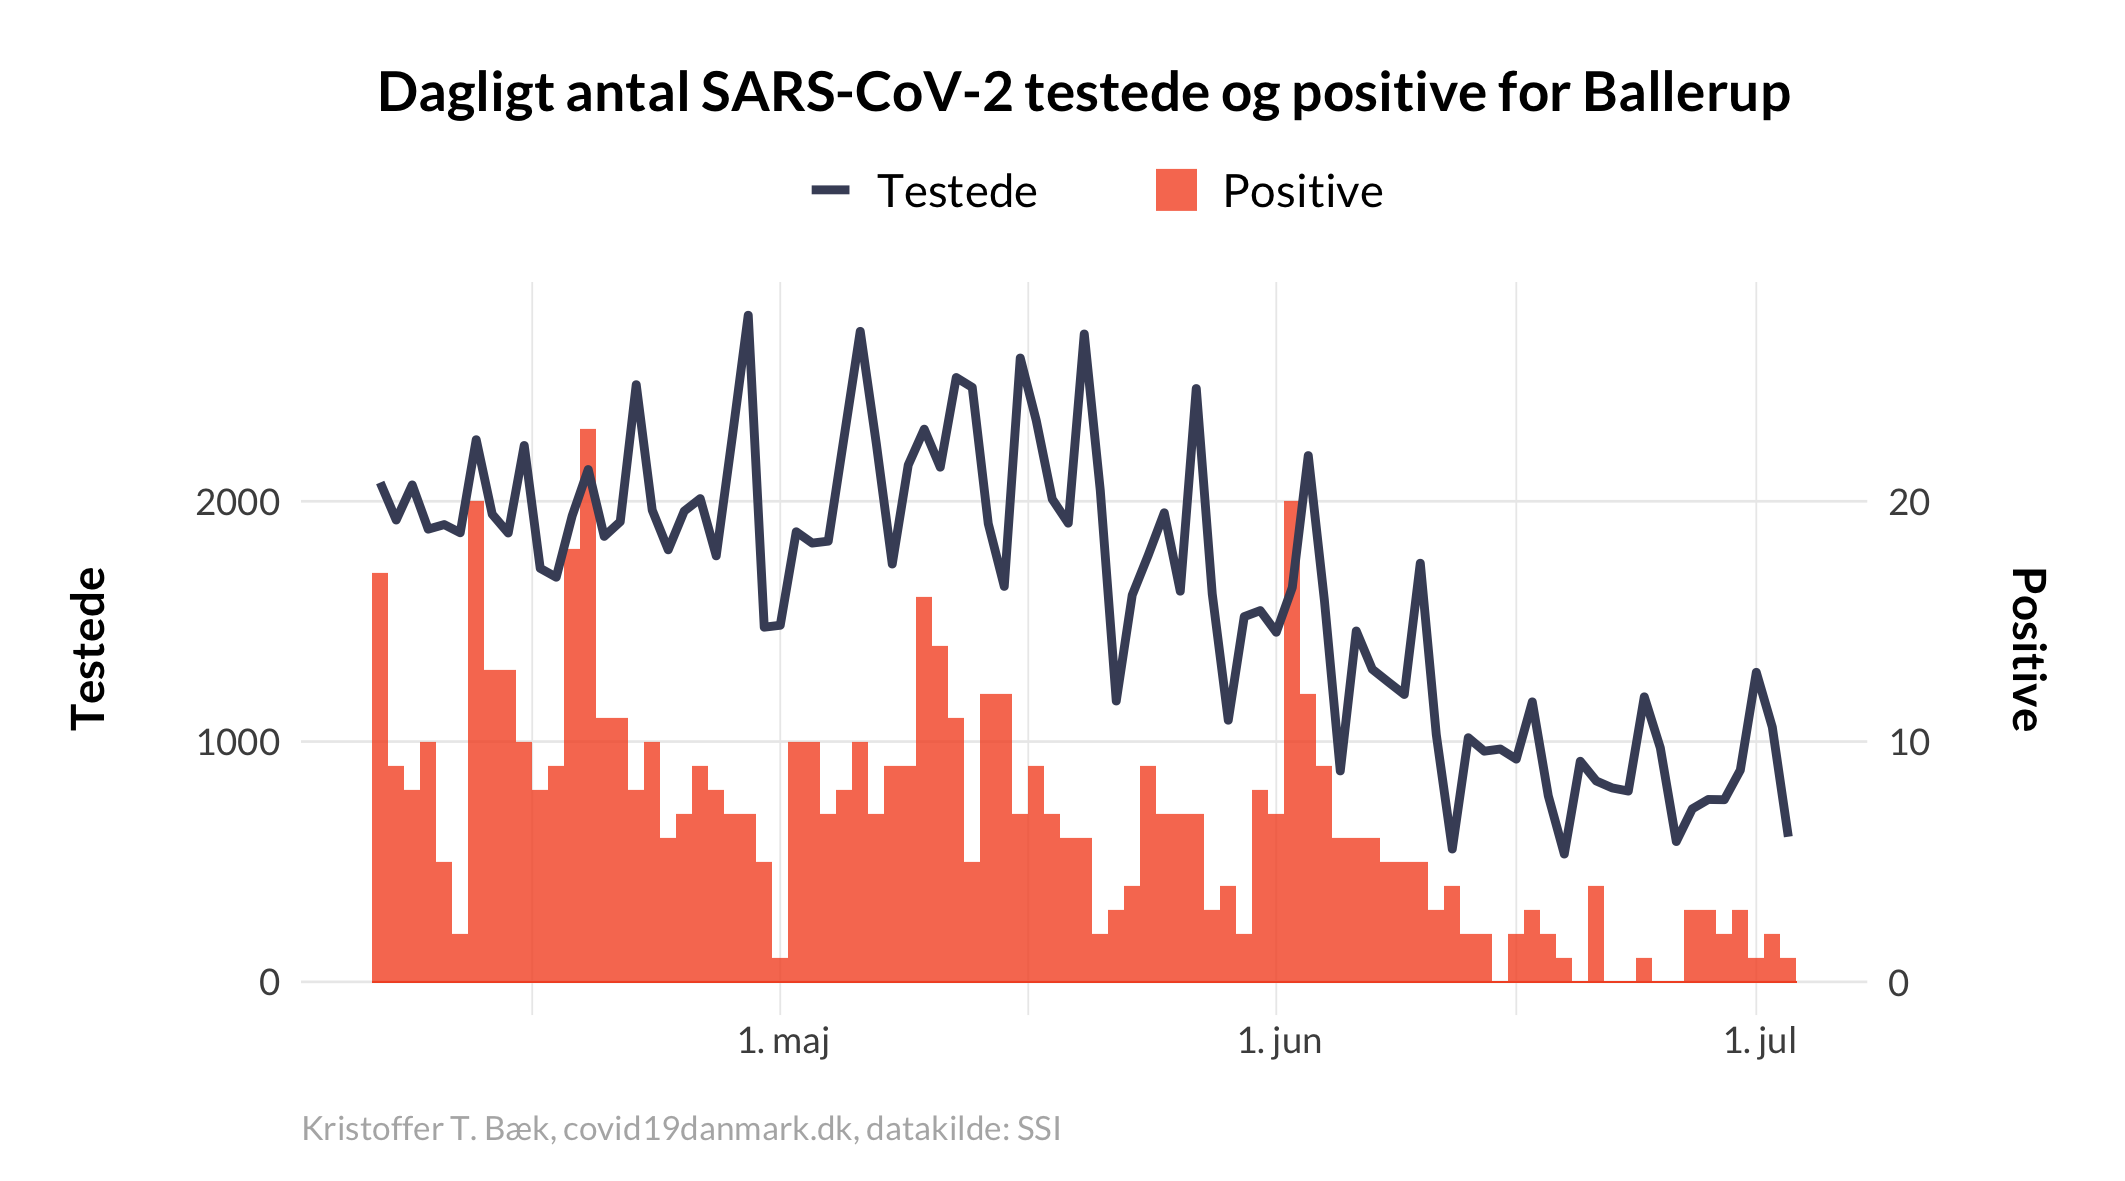 Dagligt antal SARS-CoV-2 testede og positive for Ballerup
Testede
Positive
2000
1000
0
Testede
20
10
0
Positive
1. maj
1. jun
1. jul
Kristoffer T. Bæk, covid19danmark.dk, datakilde: SSI